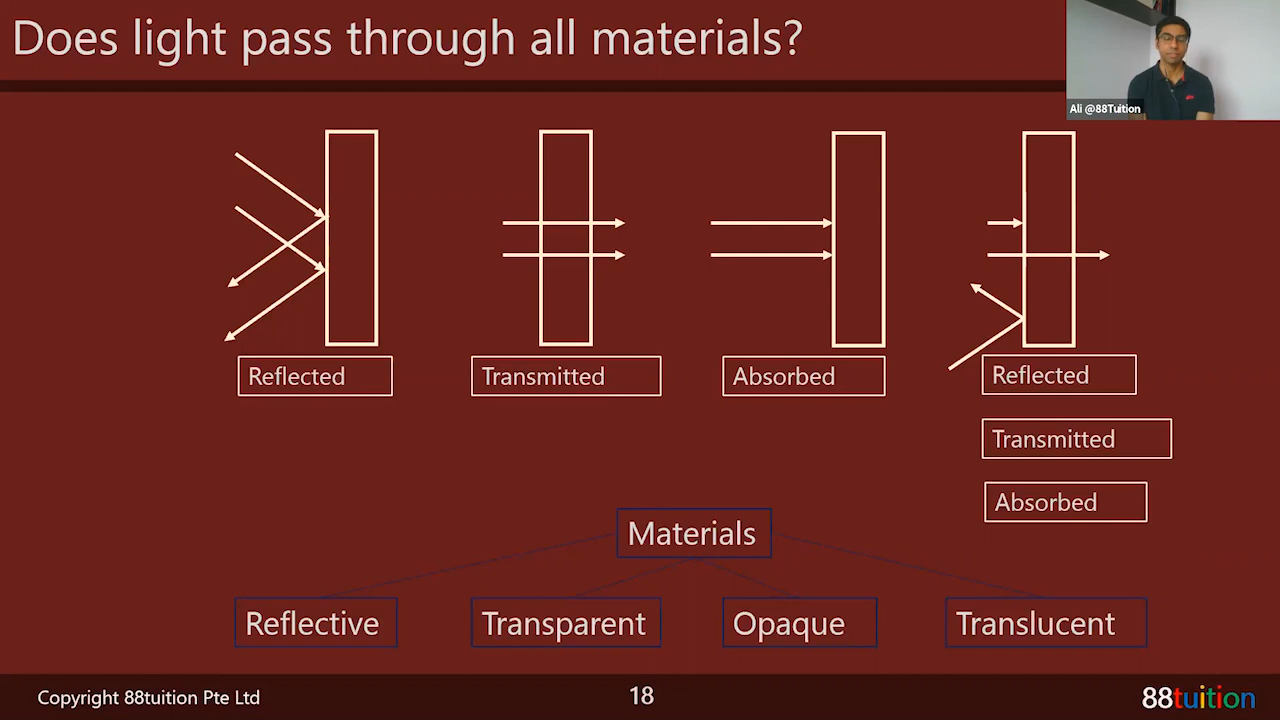 Does light pass through all materials?
Ali @88Tuition
Reflected
Transmitted
Absorbed
Reflected
Transmitted
Absorbed
Materials
Reflective
Transparent
Opaque
Translucent
Copyright 88tuition Pte Ltd
18
88tuition